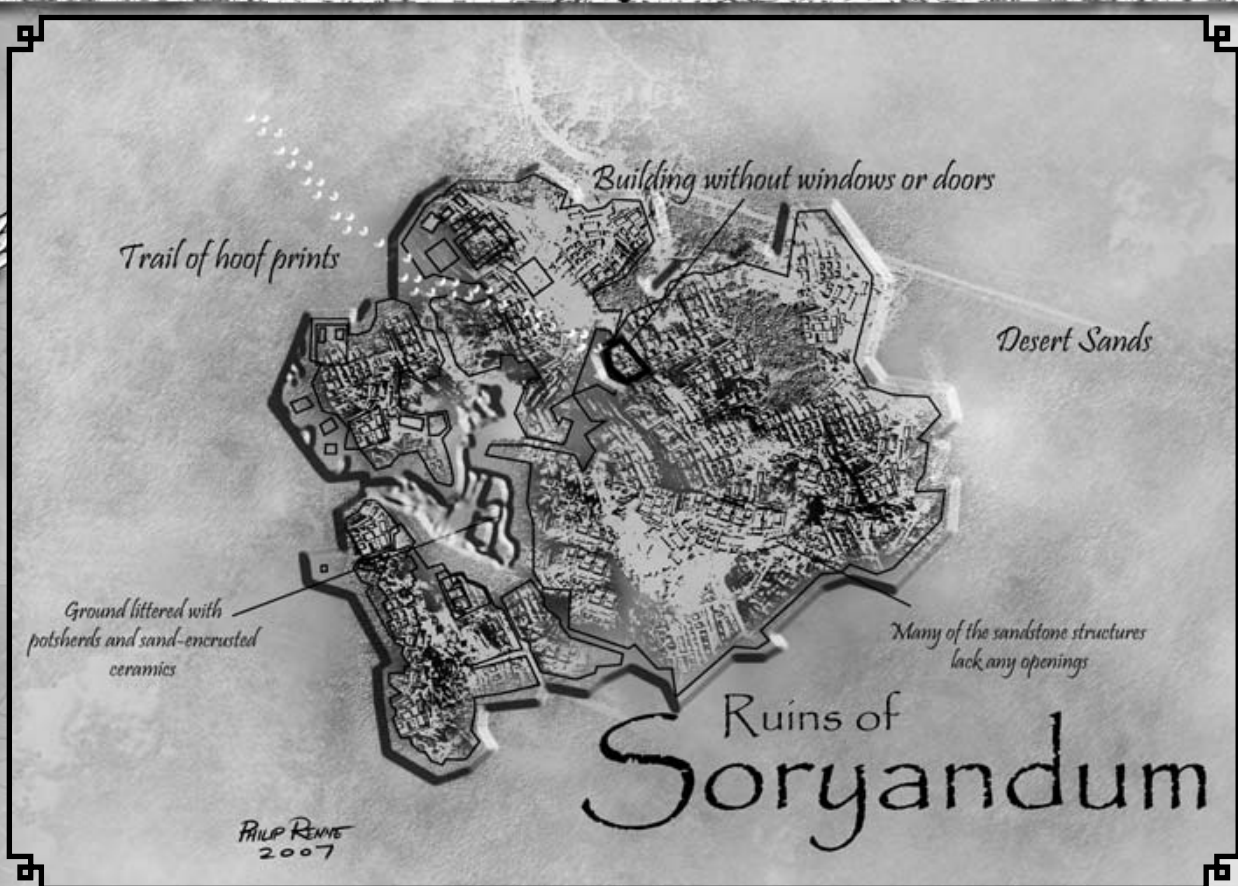 Building without windows or doors
Trail of hoof prints
Desert Sands
Ground littered with
potsherds and sand-encrusted
ceramics
Many of the sandstone structures
lack any openings
Ruins of
Soryandum
PHILIP RENNE
2007